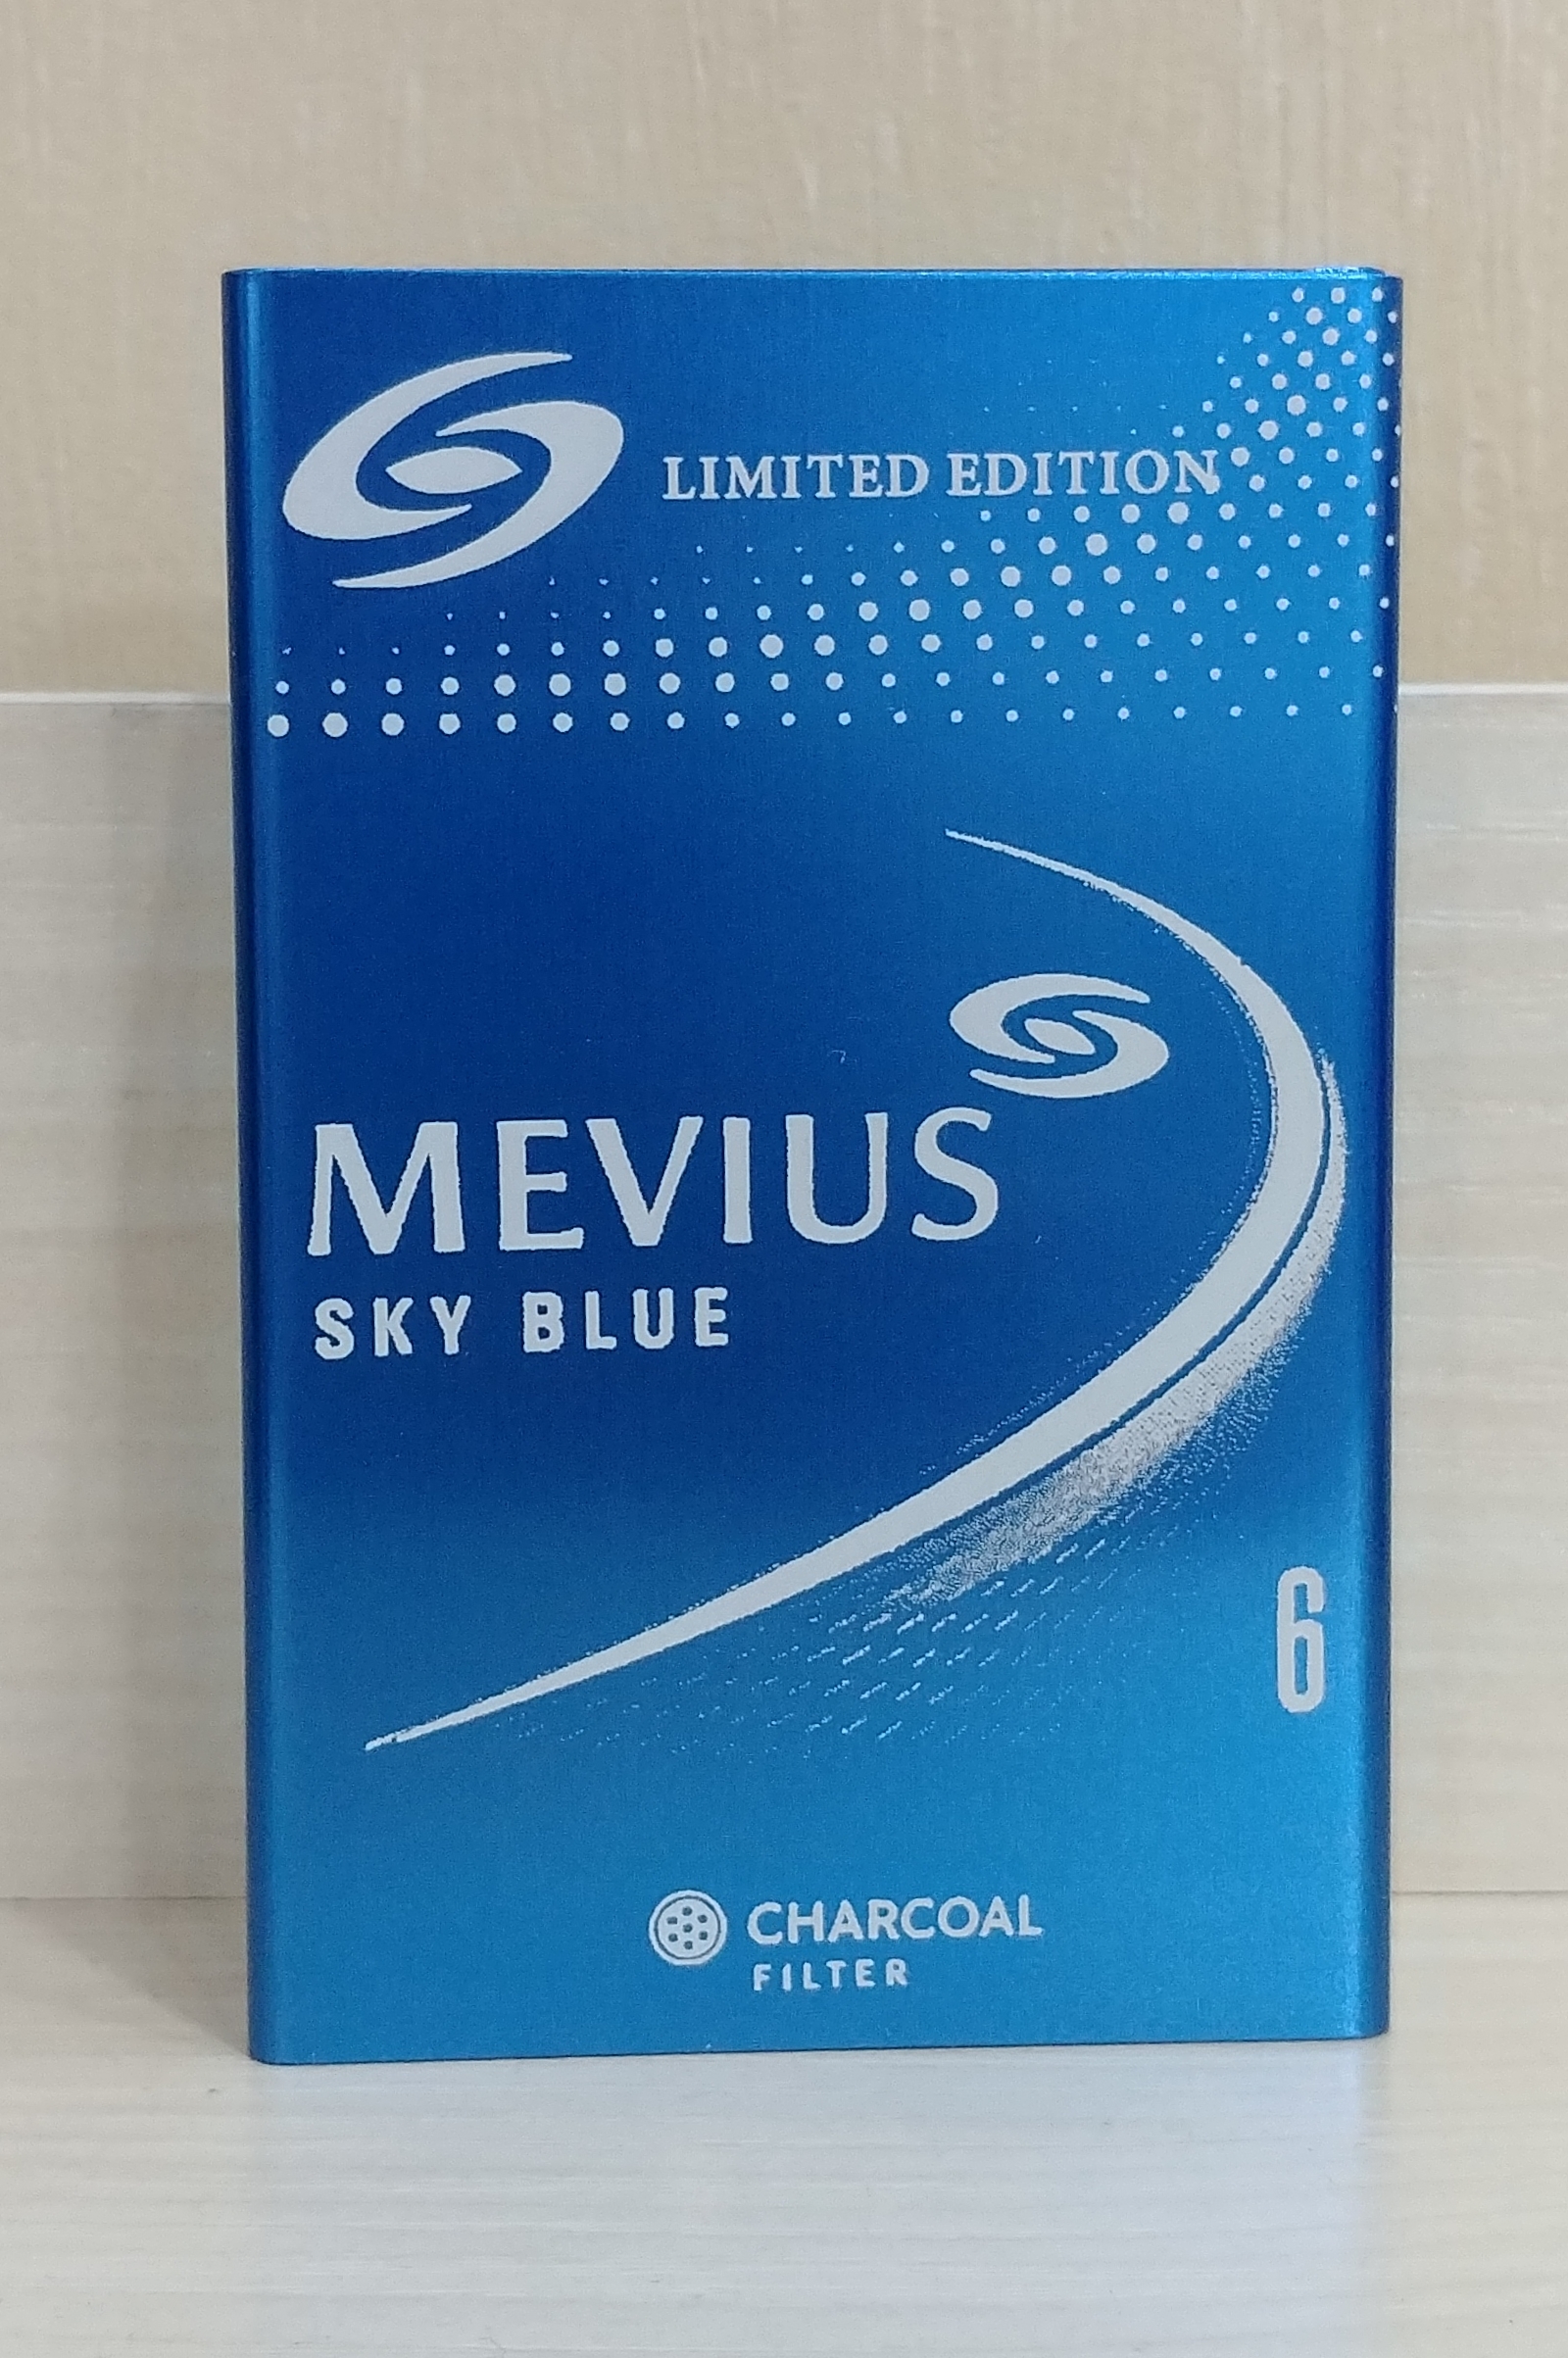 LIMITED EDITION
MEVIUS
SKY BLUE
6
CHARCOAL
FILTER